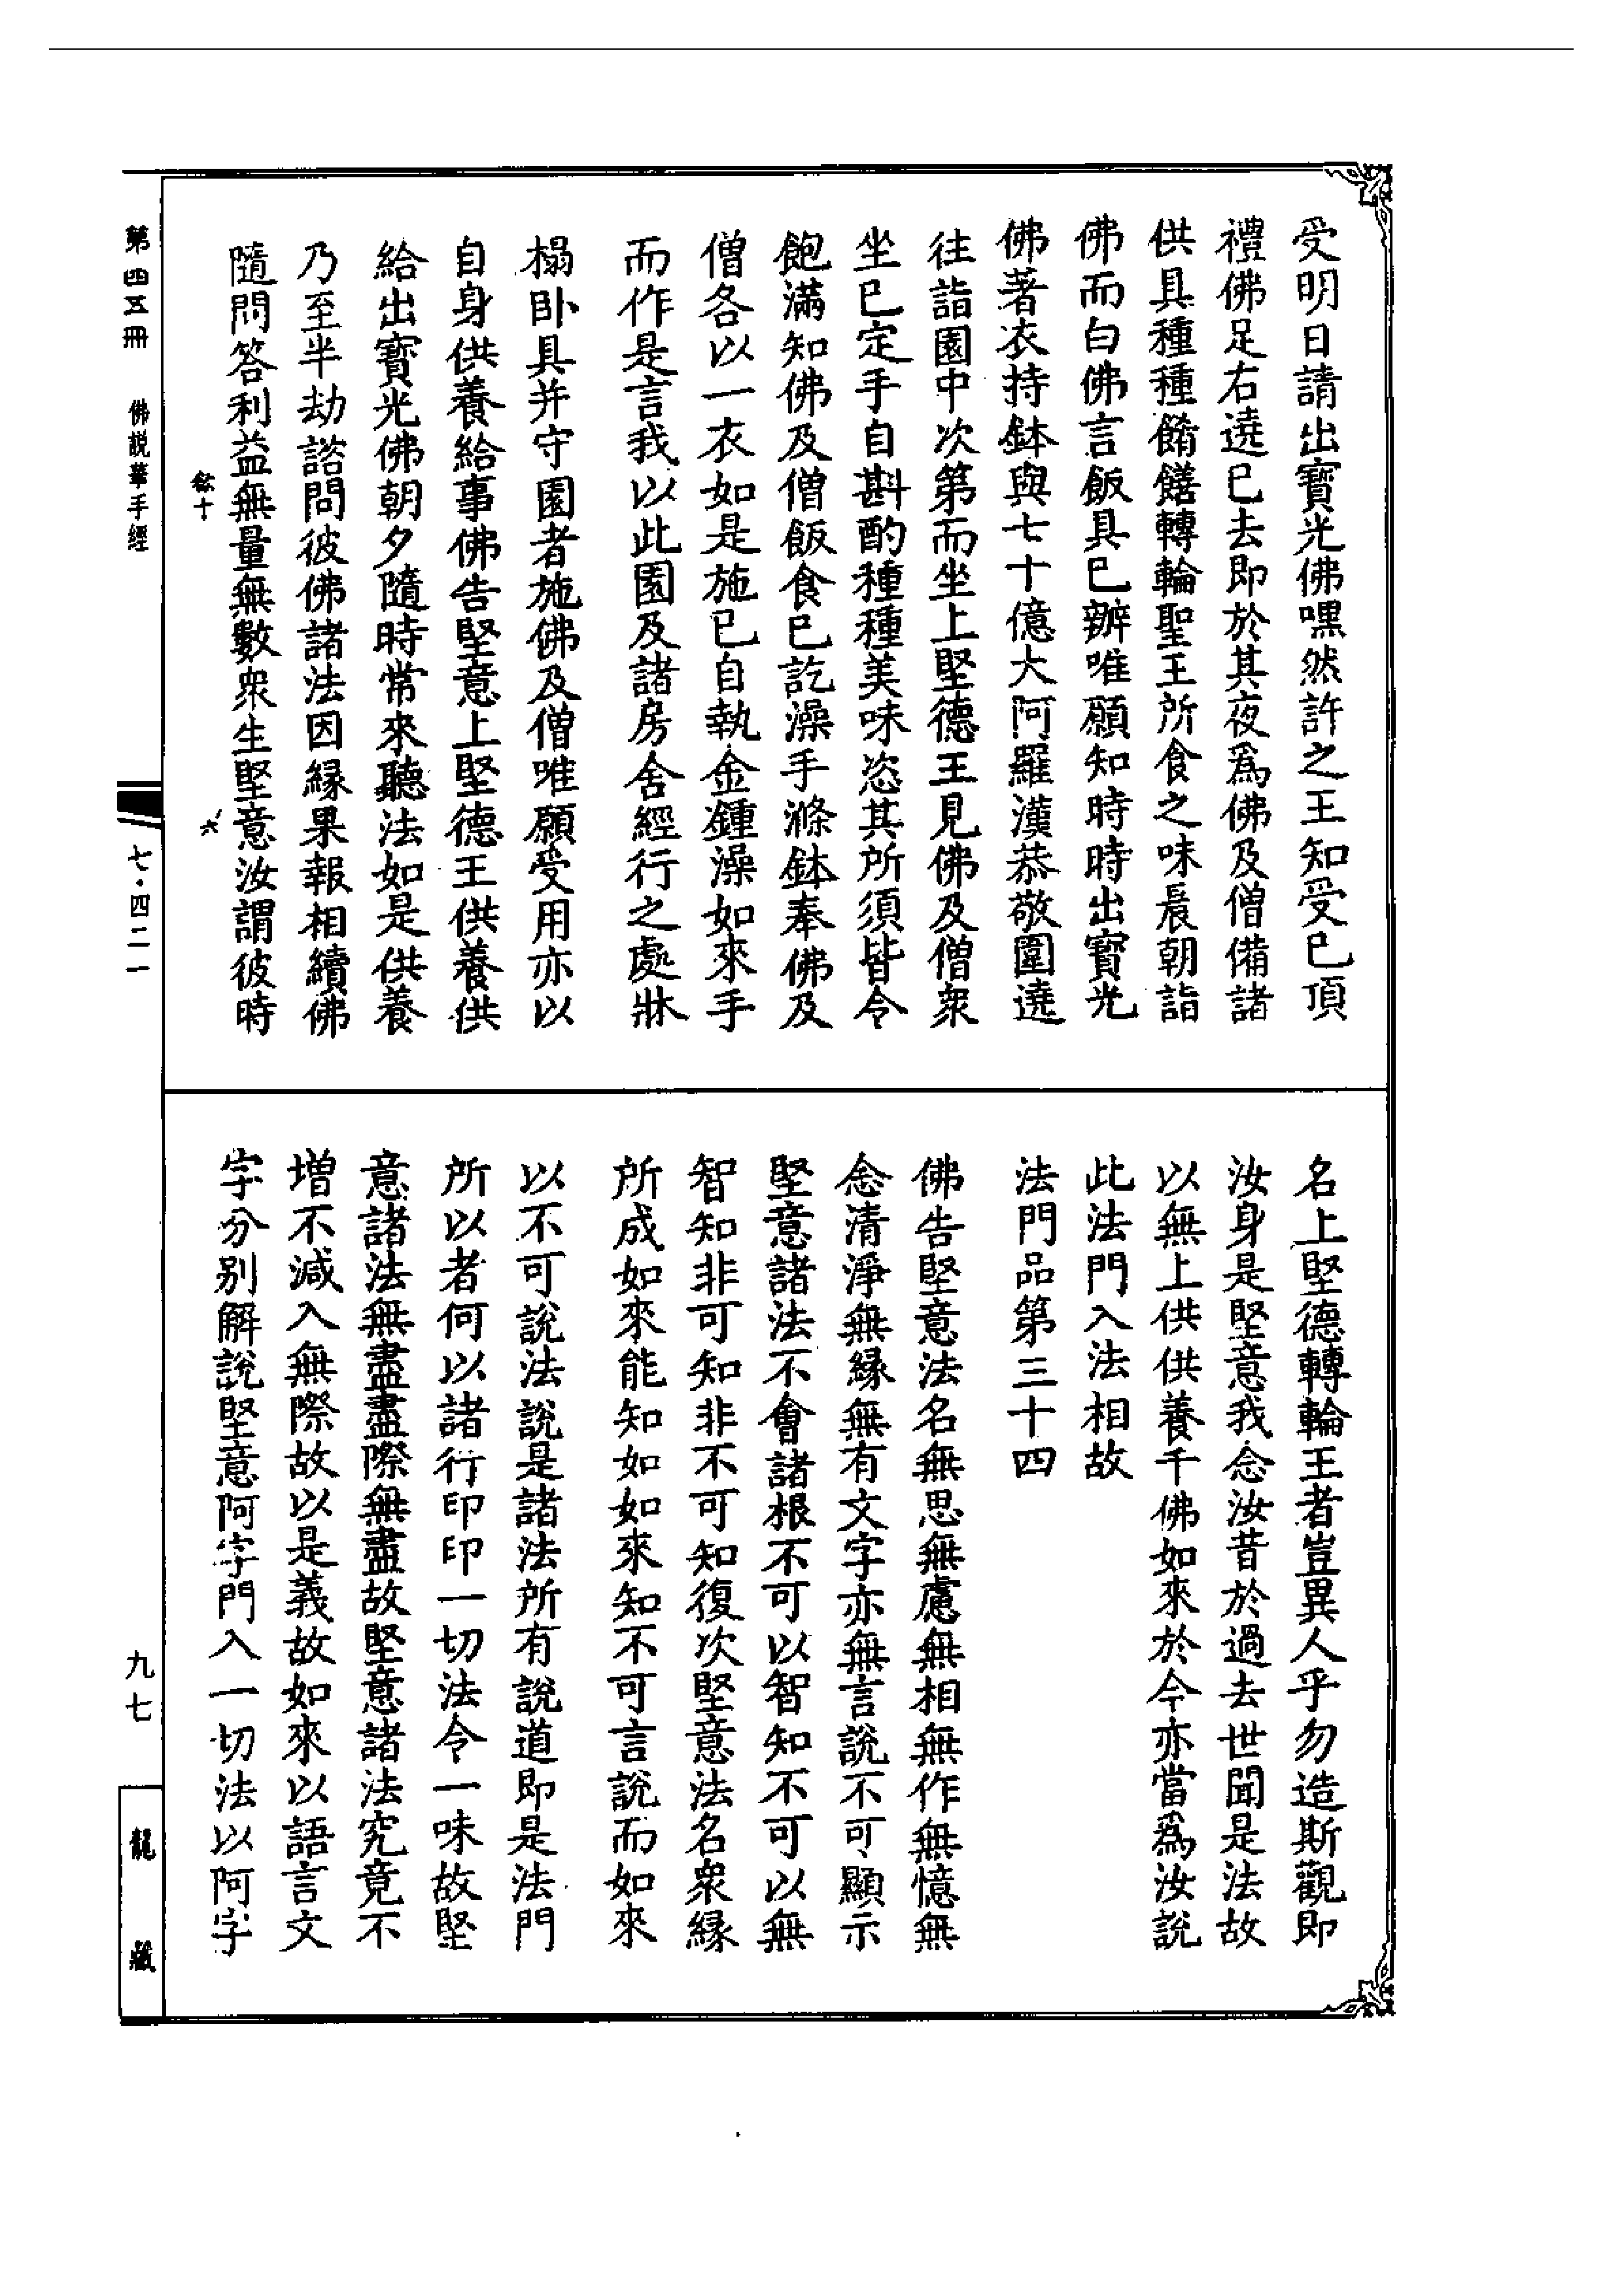 受明日請出寶光佛嘿然許之王知受已頂
禮佛足右遶已去即於其夜爲佛及僧備諸
供具種種餚饍轉輪聖王所食之味晨朝詣
佛而白佛言飯具已辦唯願知時時出寶光
佛著衣持鉢與七十億大阿羅漢恭敬圍遶
往詣園中次第而坐上堅德王見佛及僧衆
坐已定手自斟酌種種美味恣其所須皆令
飽滿知佛及僧飯食已訖澡手滌鉢奉佛及
僧各以一衣如是施已自執金鍾澡如來手
而作是言我以此園及諸房舍經行之處牀
榻卧具并守園者施佛及僧唯願受用亦以
自身供養給事佛告堅意上堅德王供養供
給出寶光佛朝夕隨時常來聽法如是供養
乃至半劫諮問彼佛諸法因緣果報相續佛
隨問答利益無量無數衆生堅意汝謂彼時
名上堅德轉輪王者豈異人乎勿造斯觀即
汝身是堅意我念汝昔於過去世聞是法故
以無上供供養千佛如來於今亦當爲汝說
此法門入法相故
法門品第三十四
佛告堅意法名無思無慮無相無作無憶無
念清淨無緣無有文字亦無言說不可顯示
堅意諸法不會諸根不可以智知不可以無
智知非可知非不可知復次堅意法名衆緣
所成如來能知如如來知不可言說而如來
以不可說法說是諸法所有說道即是法門
所以者何以諸行印印一切法令一味故堅
意諸法無盡盡際無盡故堅意諸法究竟不
增不減入無際故以是義故如來以語言文
字分别解說堅意阿字門入一切法以阿字
第四五冊
佛説華手經
七·四二一
九七
龍藏
餘十
六